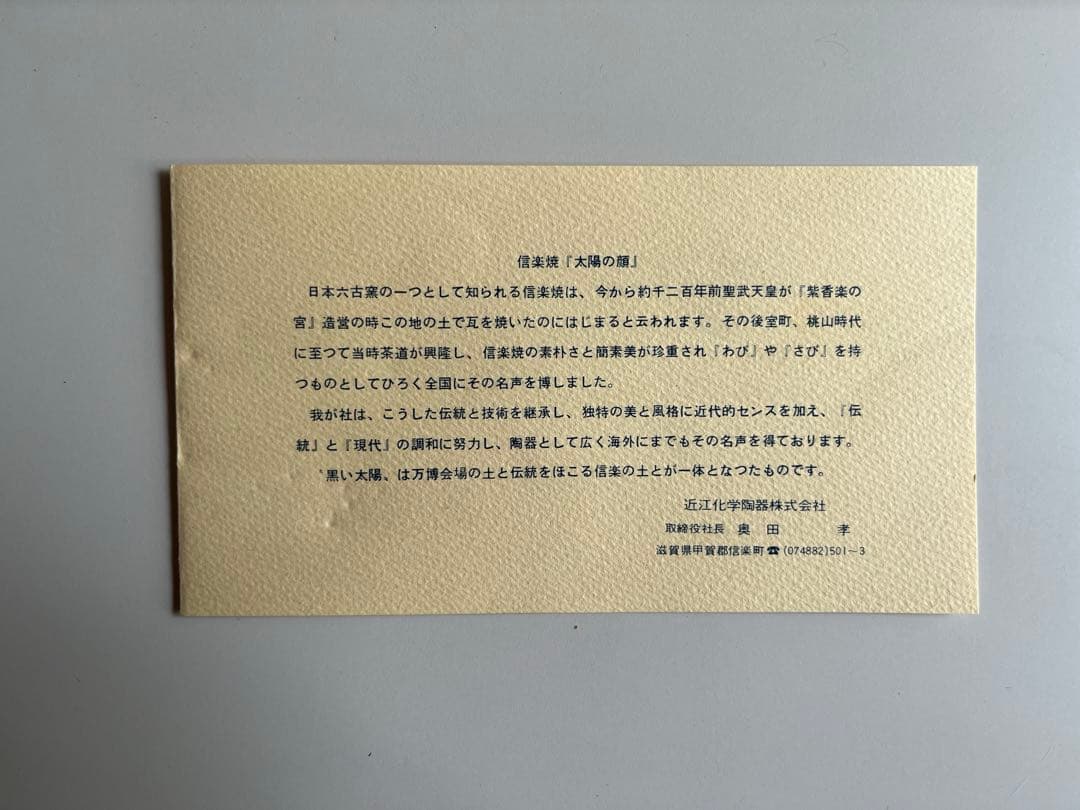 信楽焼『太陽の顔』
日本六古窯の一つとして知られる信楽焼は、今から約千二百年前聖武天皇が『紫香楽の
宮』造営の時この地の土で瓦を焼いたのにはじまると云われます。その後室町、桃山時代
に至つて当時茶道が興隆し、信楽焼の素朴さと簡素美が珍重され『わび』や『さび』を持
つものとしてひろく全国にその名声を博しました。
我が社は、こうした伝統と技術を継承し、独特の美と風格に近代的センスを加え、『伝
統』と『現代』の調和に努力し、陶器として広く海外にまでもその名声を得ております。
〝黒い太陽、は万博会場の土と伝統をほこる信楽の土とが一体となつたものです。
近江化学陶器株式会社
取締役社長 奥田 孝
滋賀県甲賀郡信楽町☎(074882)501~3